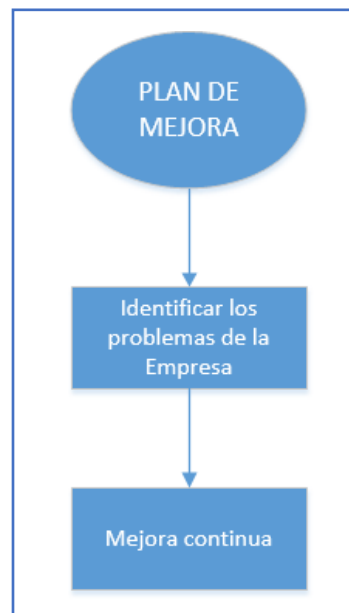 PLAN DE
MEJORA
Identificar los
problemas de la
Empresa
Mejora continua